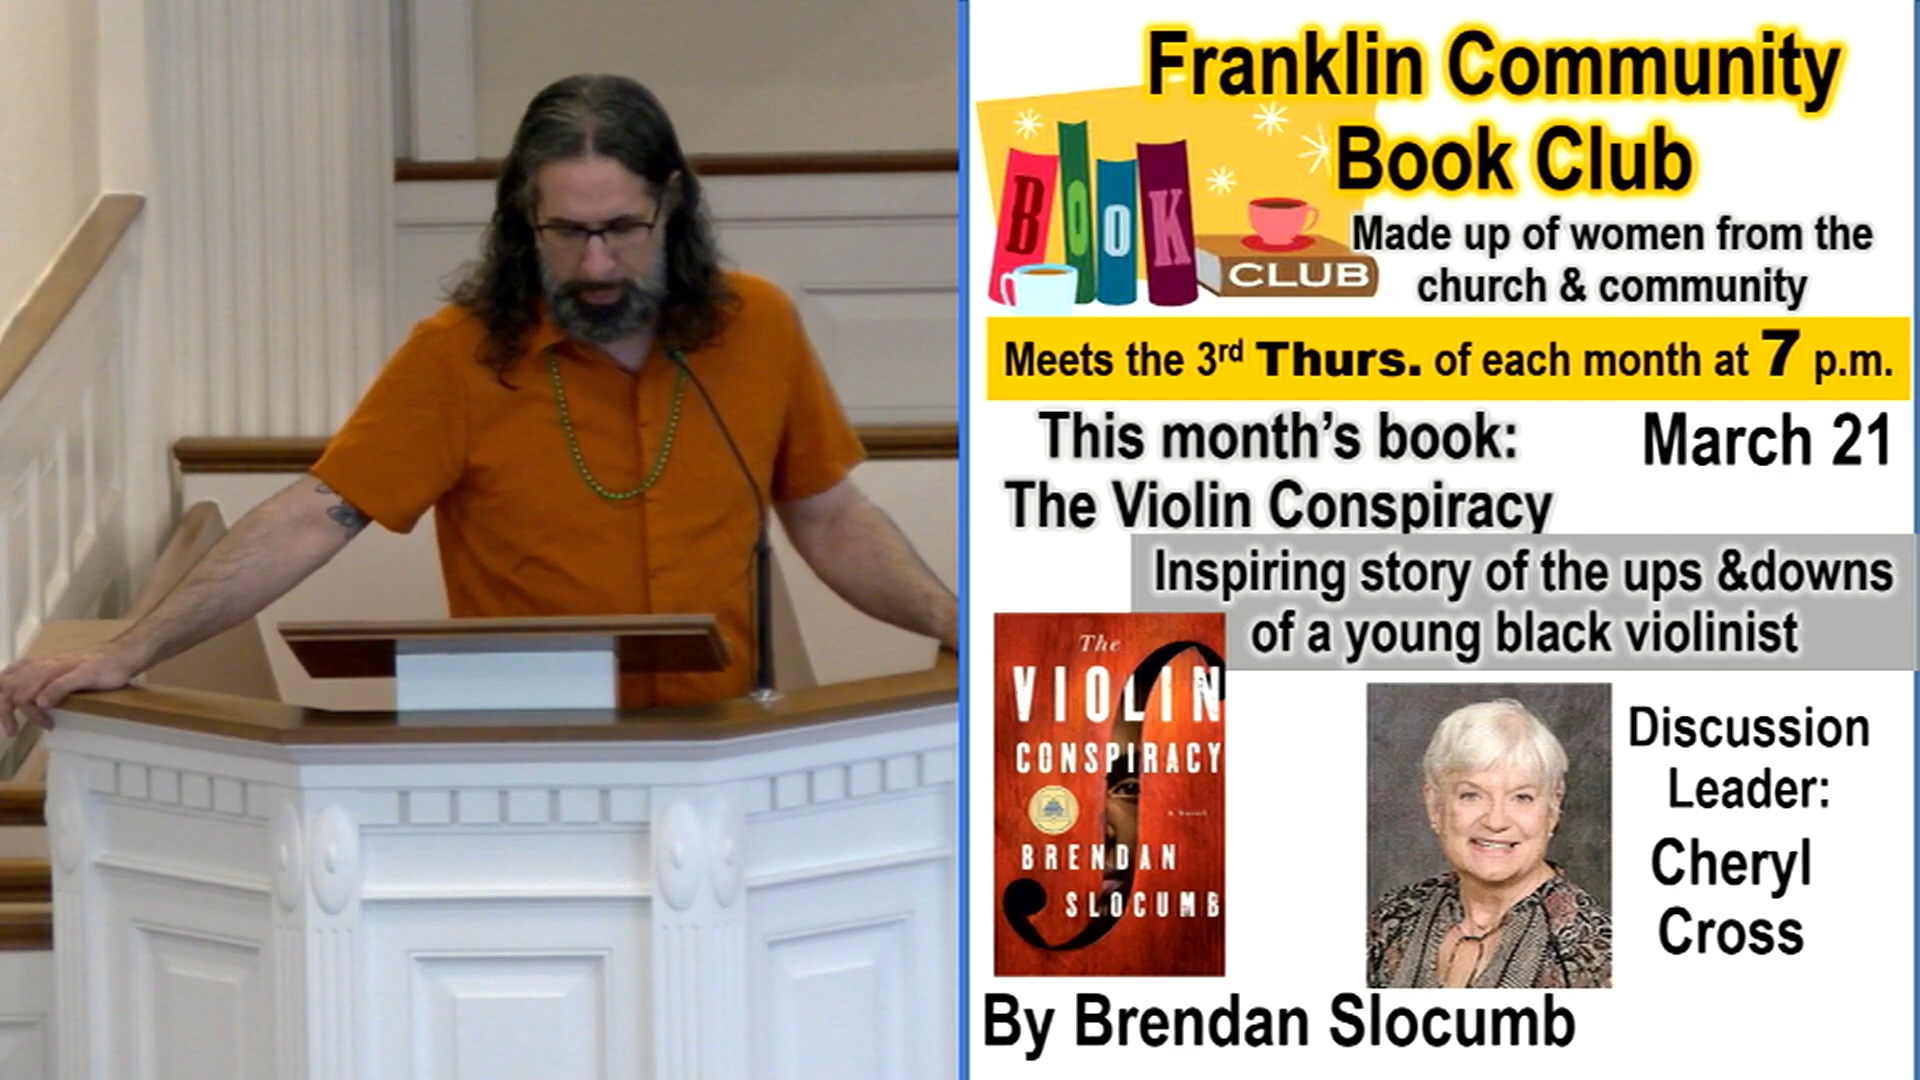 Franklin Community
Book Club
BOOK
CLUB
Made up of women from the
church & community
Meets the 3rd Thurs. of each month at 7 p.m.
This month's book:
March 21
The Violin Conspiracy
Inspiring story of the ups &downs
of a young black violinist
The
VIOLIN
CONSPIRACY
A Novel
BRENDAN
SLOCUMB
Discussion
Leader:
Cheryl
Cross
By Brendan Slocumb